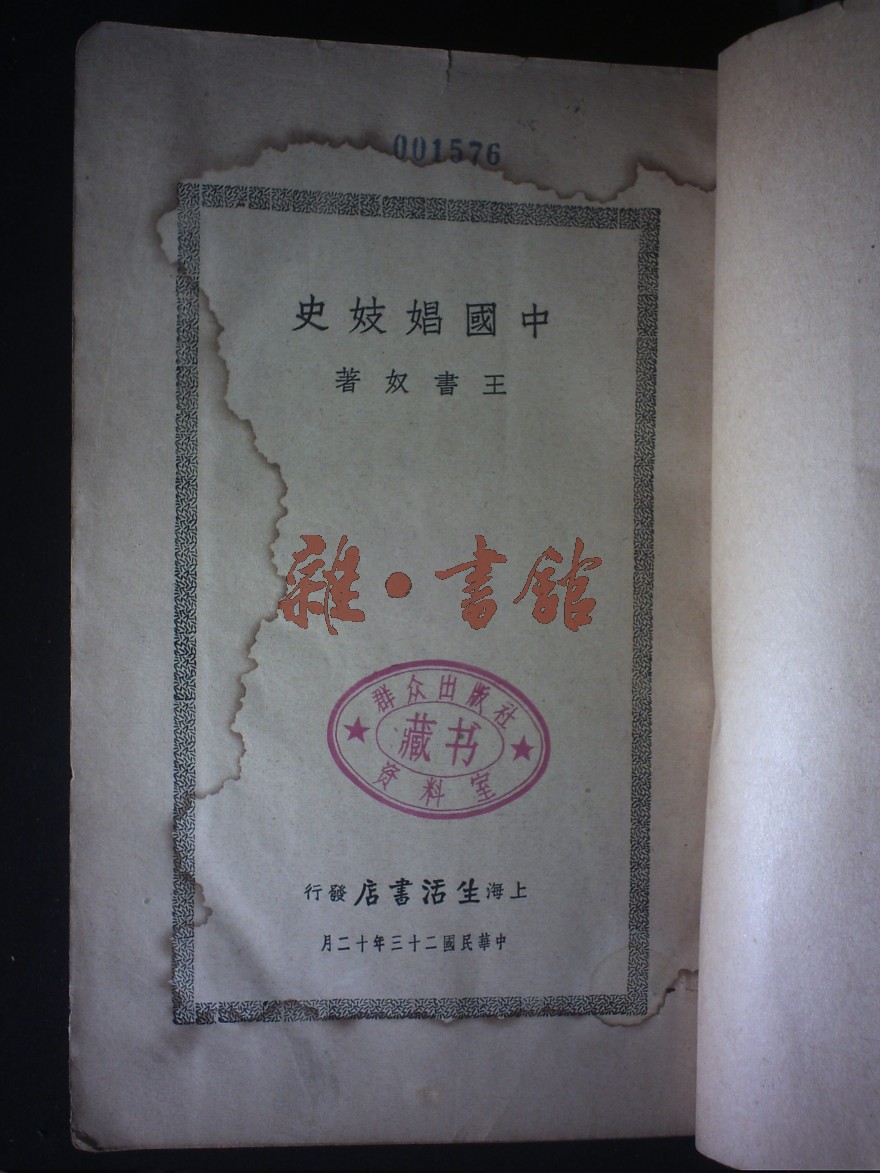 001576
中國娼妓史
王書奴著
雜·書館
群众出版社
藏书
资料室
上海生活書店發行
中華民國二十三年十二月